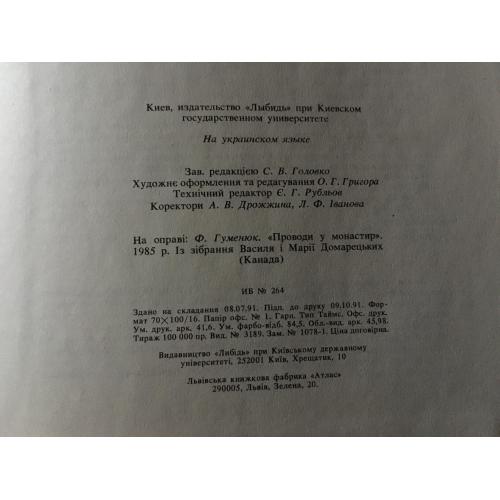 Киев, издательство «Лыбидь» при Киевском
государственном университете
На украинском языке
Зав. редакцією С. В. Головко
Художнє оформлення та редагування О. Г. Григора
Технічний редактор Є. Г. Рубльов
Коректори А. В. Дрожжина, Л. Ф. Іванова
На оправі: Ф. Гуменюк. «Проводи у монастир».
1985 р. Із зібрання Василя і Марії Домарецьких
(Канада)
ИБ № 264
Здано на складання 08.07.91. Підп. до друку 09.10.91. Фор-
мат 70×100/16. Папір офс. № 1. Гарн. Тип Таймс. Офс. друк.
Ум. друк. арк. 41,6. Ум. фарбо-відб. 84,5. Обл.-вид. арк. 45,98.
Тираж 100 000 пр. Вид. № 3189. Зам. № 1078-1. Ціна договірна.
Видавництво «Либідь» при Київському державному
університеті, 252001 Київ, Хрещатик, 10
Львівська книжкова фабрика «Атлас»
290005, Львів, Зелена, 20.